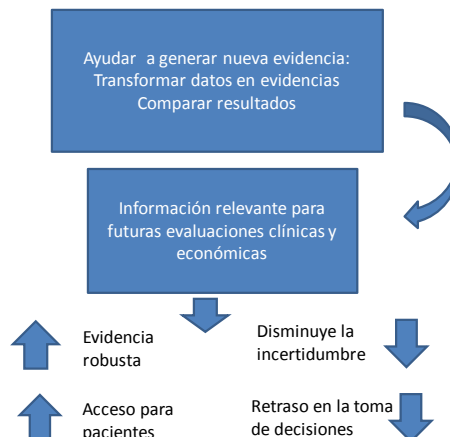 Ayudar a generar nueva evidencia:
Transformar datos en evidencias
Comparar resultados
Información relevante para
futuras evaluaciones clínicas y
económicas
Evidencia
robusta
Disminuye la
incertidumbre
Acceso para
pacientes
Retraso en la toma
de decisiones